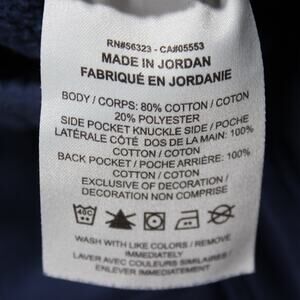 RN#56323 - CA#05553
MADE IN JORDAN
FABRIQUÉ EN JORDANIE
BODY / CORPS: 80% COTTON / COTON
20% POLYESTER
SIDE POCKET KNUCKLE SIDE / POCHE
LATÉRALE CÔTÉ DOS DE LA MAIN: 100%
COTTON / COTON
BACK POCKET / POCHE ARRIÈRE: 100%
COTTON / COTON
EXCLUSIVE OF DECORATION /
DECORATION NON COMPRISE
40C
WASH WITH LIKE COLORS / REMOVE
IMMEDIATELY
LAVER AVEC COULEURS SIMILAIRES /
ENLEVER IMMÉDIATEMENT